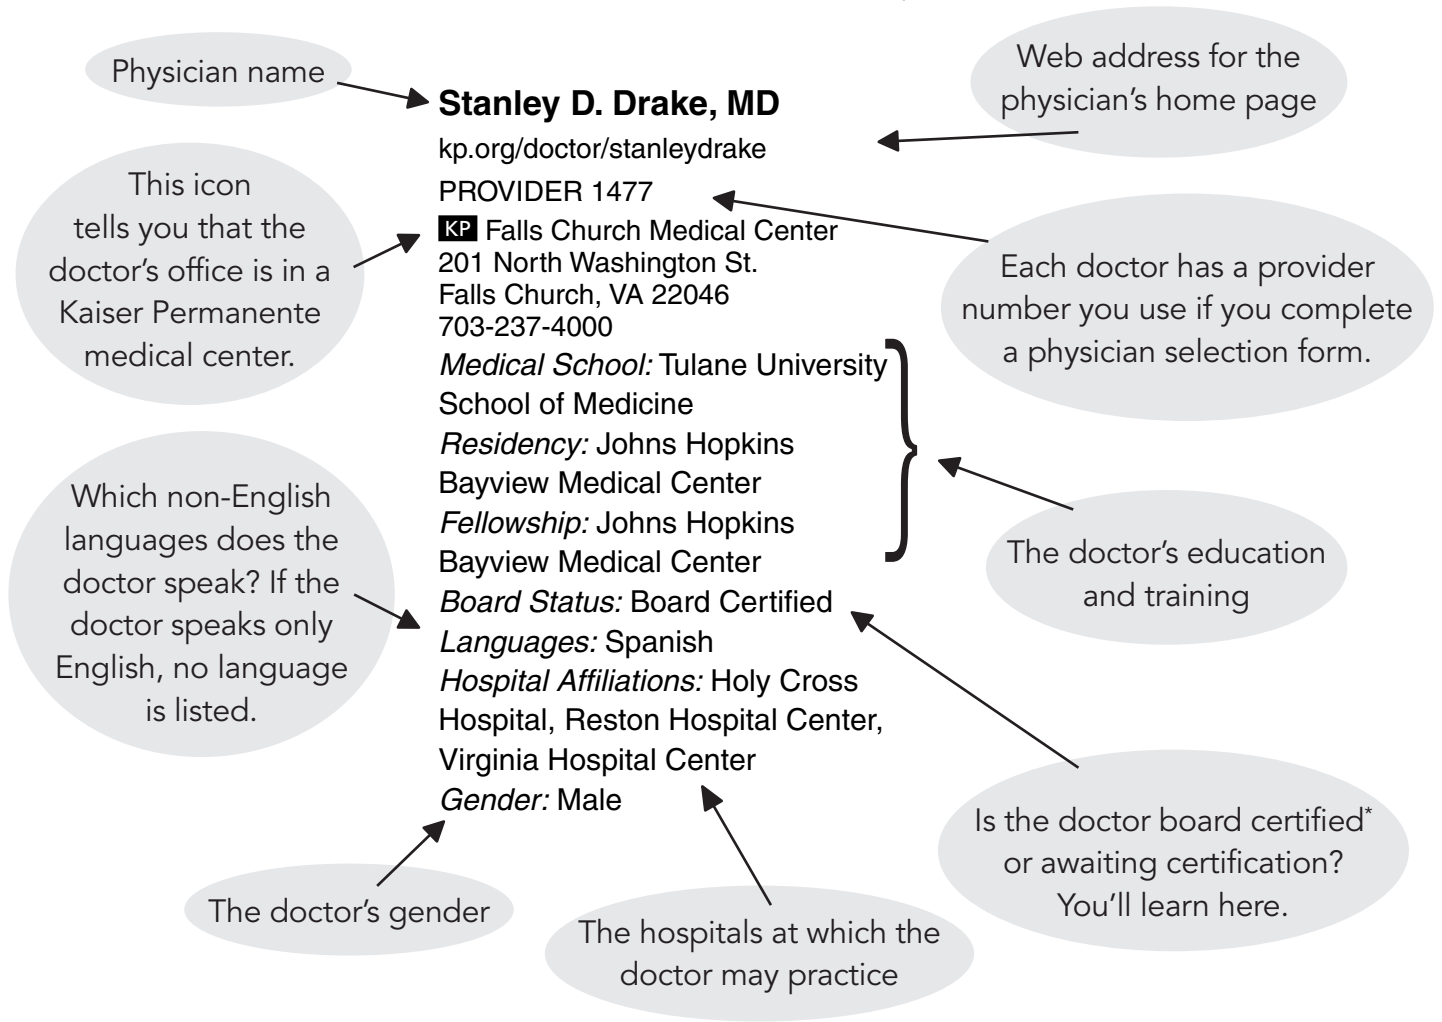 Physician name
Web address for the
physician's home page
Stanley D. Drake, MD
kp.org/doctor/stanleydrake
PROVIDER 1477
KP Falls Church Medical Center
201 North Washington St.
Falls Church, VA 22046
703-237-4000
Medical School: Tulane University
School of Medicine
Residency: Johns Hopkins
Bayview Medical Center
Fellowship: Johns Hopkins
Bayview Medical Center
Board Status: Board Certified
Languages: Spanish
Hospital Affiliations: Holy Cross
Hospital, Reston Hospital Center,
Virginia Hospital Center
Gender: Male
This icon
tells you that the
doctor's office is in a
Kaiser Permanente
medical center.
Each doctor has a provider
number you use if you complete
a physician selection form.
Which non-English
languages does the
doctor speak? If the
doctor speaks only
English, no language
is listed.
The doctor's education
and training
Is the doctor board certified*
or awaiting certification?
You'll learn here.
The doctor's gender
The hospitals at which the
doctor may practice